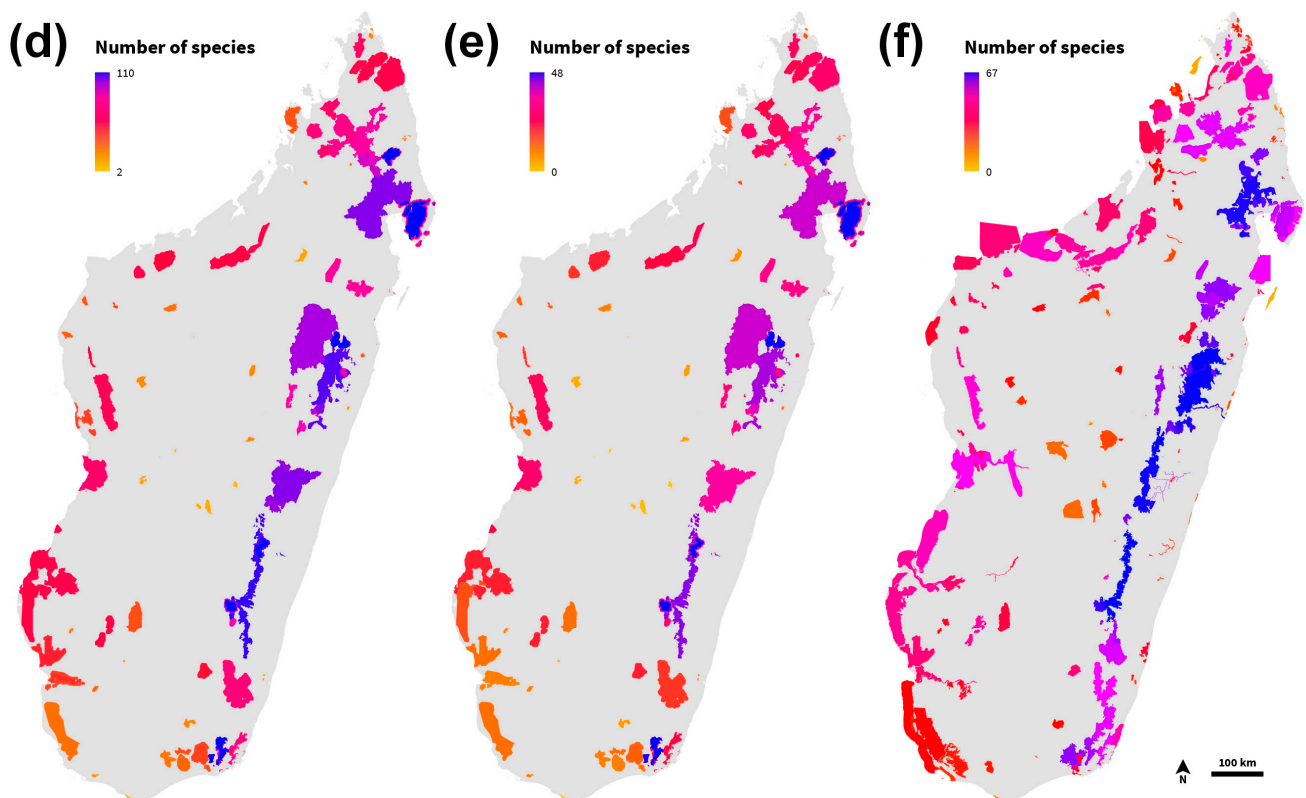 (d) Number of species
110
2
(e) Number of species
48
0
(f) Number of species
67
0
N
100 km